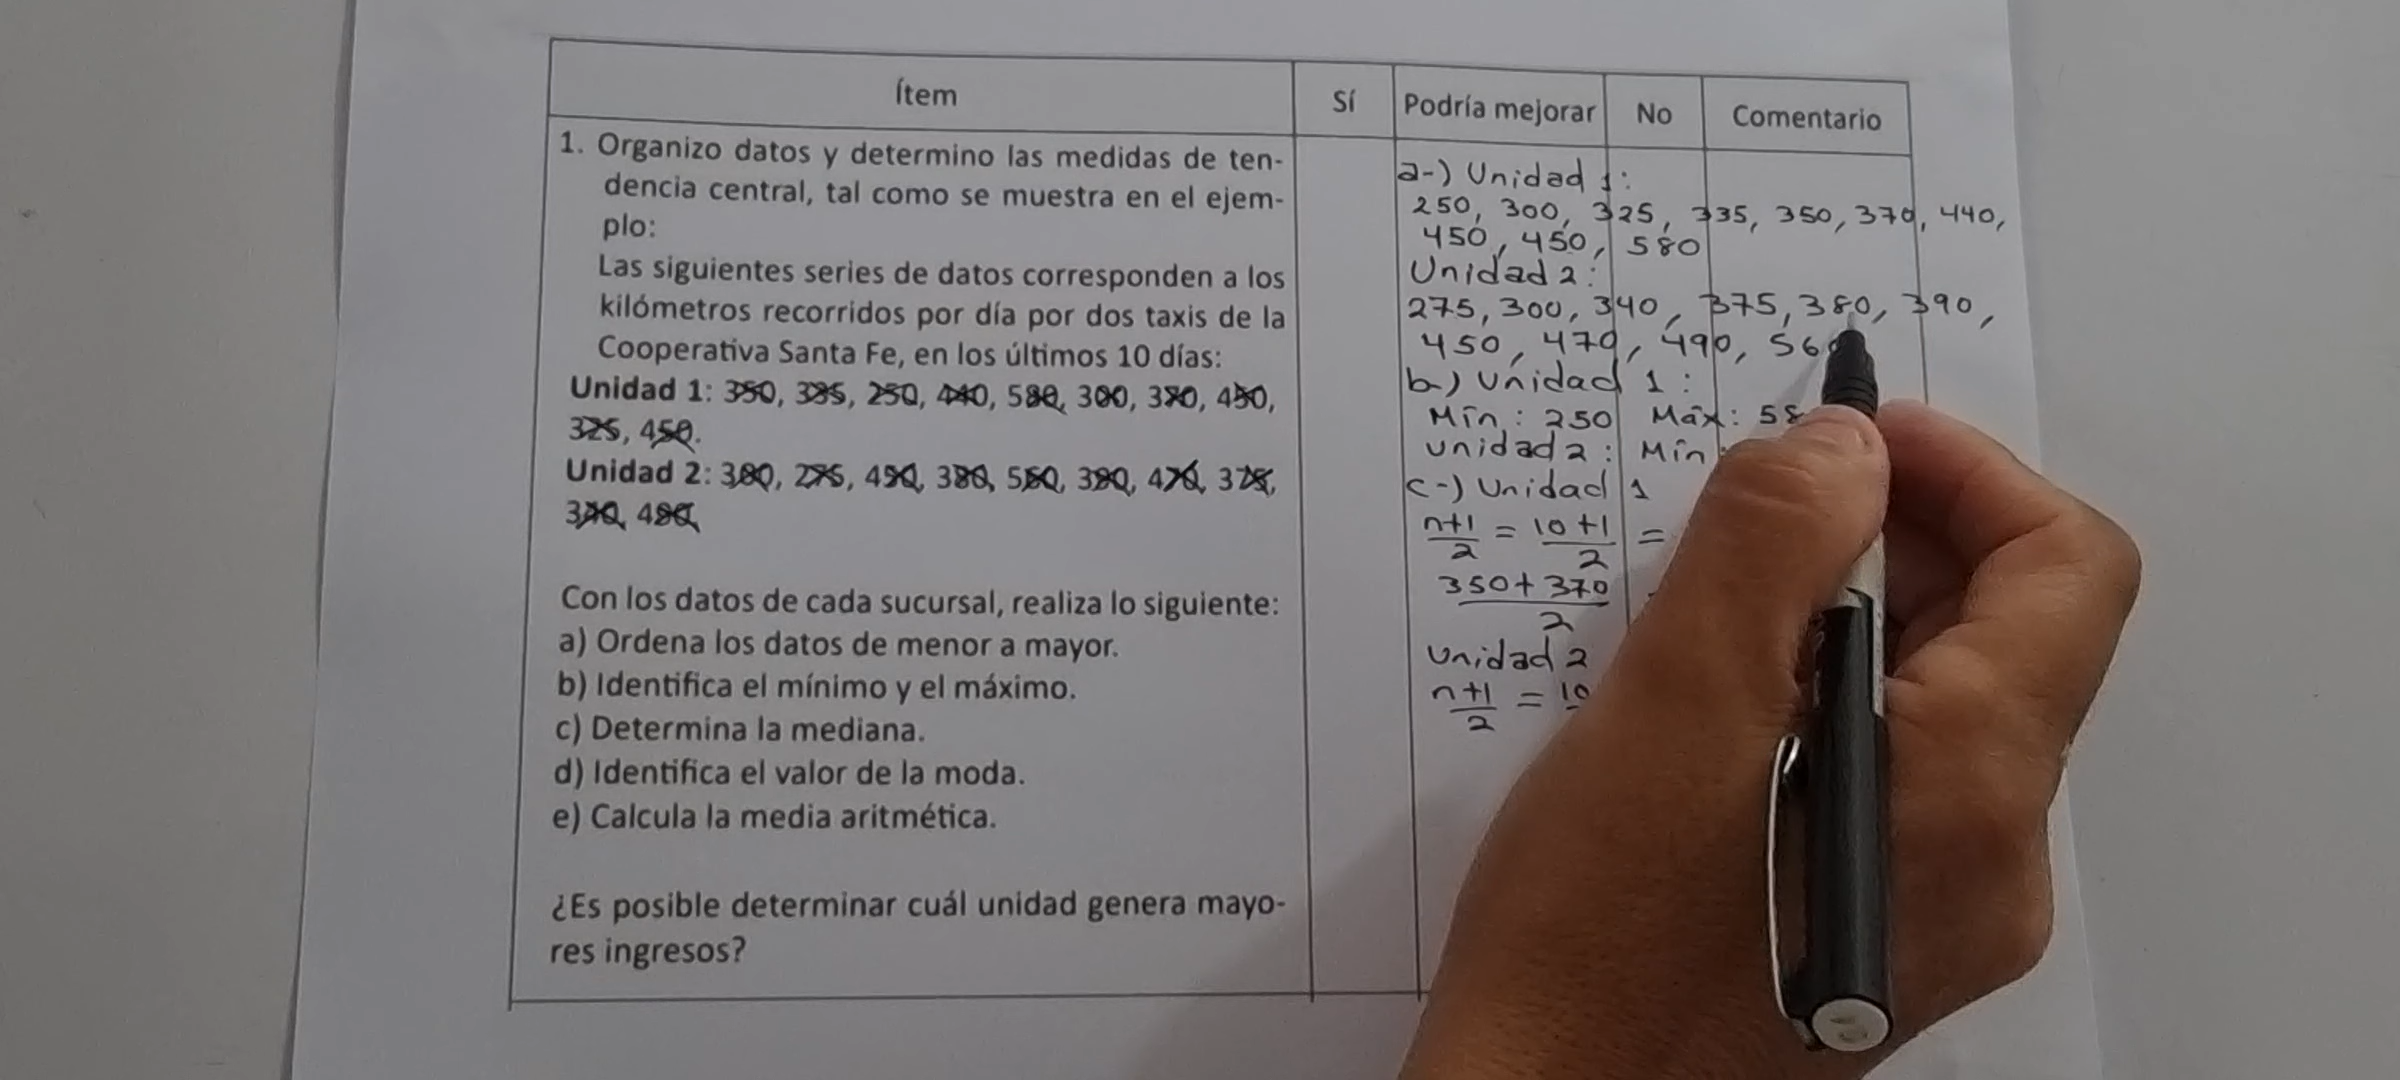 Ítem
Sí
Podría mejorar
No
Comentario
1. Organizo datos y determino las medidas de ten-
dencia central, tal como se muestra en el ejem-
plo:
Las siguientes series de datos corresponden a los
kilómetros recorridos por día por dos taxis de la
Cooperativa Santa Fe, en los últimos 10 días:
Unidad 1: 350, 335, 250, 440, 580, 300, 370, 450,
325, 450.
Unidad 2: 300, 275, 450, 380, 560, 390, 470, 375,
340, 490,
Con los datos de cada sucursal, realiza lo siguiente:
a) Ordena los datos de menor a mayor.
b) Identifica el mínimo y el máximo.
c) Determina la mediana.
d) Identifica el valor de la moda.
e) Calcula la media aritmética.
¿Es posible determinar cuál unidad genera mayo-
res ingresos?
a-) Unidad 1:
250, 300, 325, 335, 350, 370, 440,
450, 450, 580
Unidad 2:
275, 300, 340, 375, 380, 390,
450, 470, 490, 56
b-) Unidad 1:
Mín: 250 Máx: 58
Unidad 2: Mín
c-) Unidad 1
n+1/2 = 10+1/2 =
350+370/2
Unidad 2
n+1/2 = 10